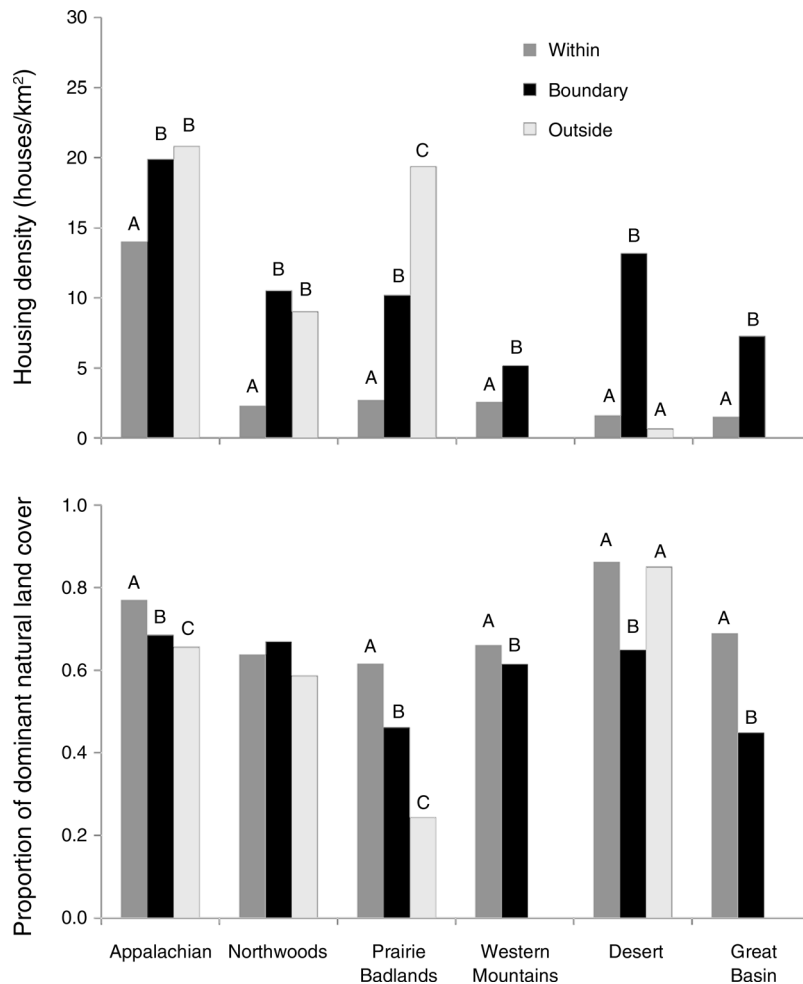 Housing density (houses/km²)
30
25
20
15
10
5
0
Within
Boundary
Outside
A
B
B
A
B
B
A
B
C
A
B
A
B
A
A
B
Proportion of dominant natural land cover
1.0
0.8
0.6
0.4
0.2
0.0
A
B
C
A
B
C
A
B
A
B
A
A
B
Appalachian
Northwoods
Prairie
Badlands
Western
Mountains
Desert
Great
Basin